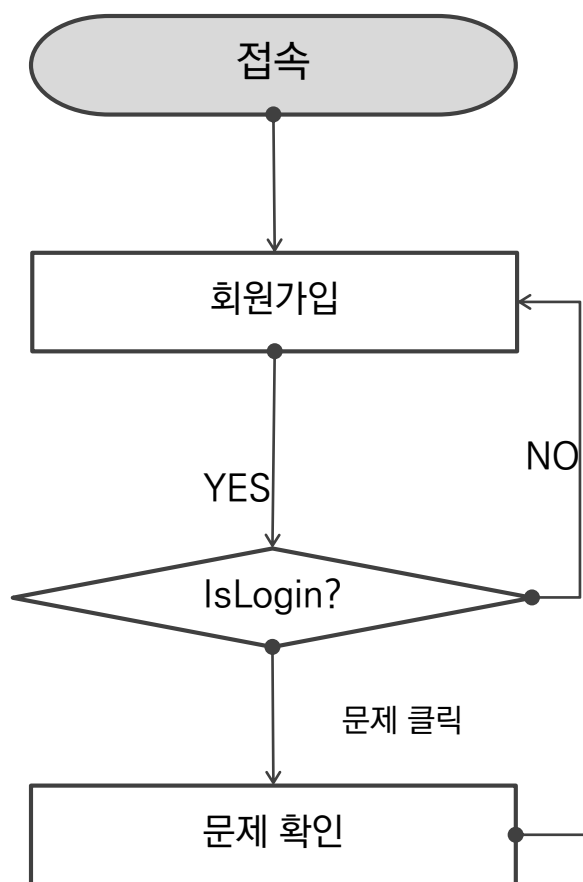 접속
회원가입
NO
YES
IsLogin?
문제 클릭
문제 확인